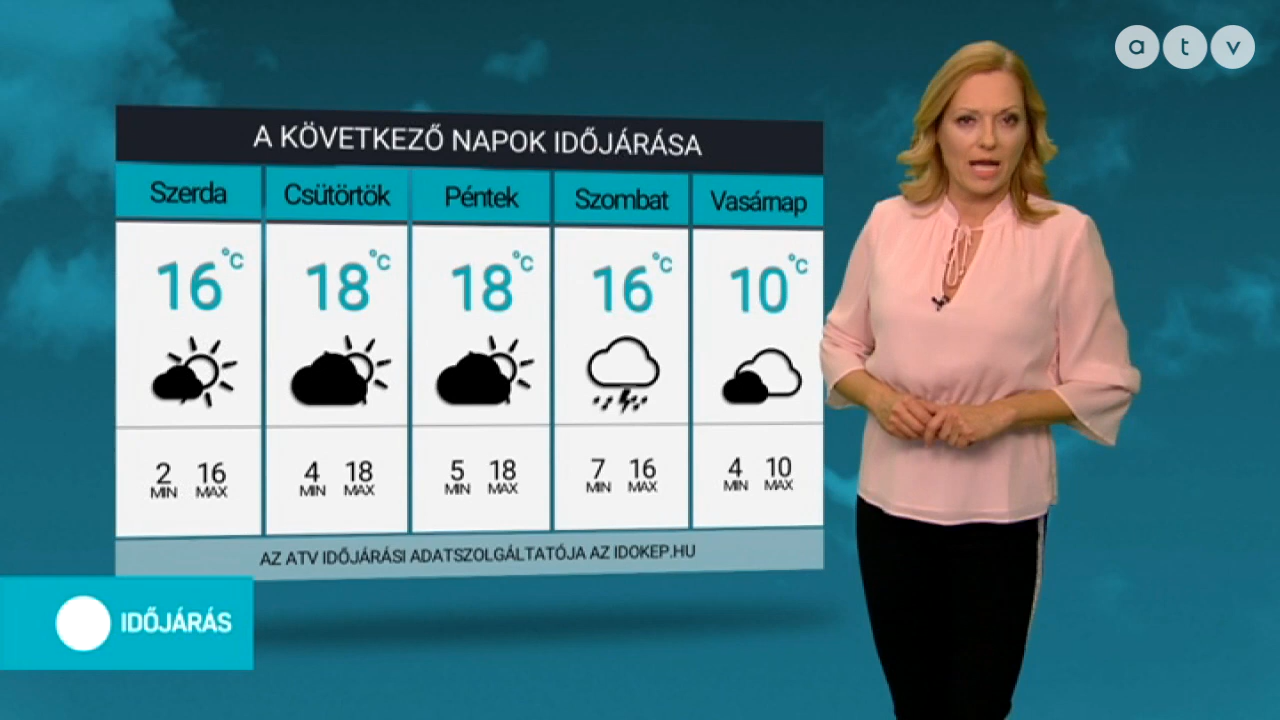 a t v
A KÖVETKEZŐ NAPOK IDŐJÁRÁSA
Szerda Csütörtök Péntek Szombat Vasárnap
16 °C 18 °C 18 °C 16 °C 10 °C
2 16 4 18 5 18 7 16 4 10
MIN MAX MIN MAX MIN MAX MIN MAX MIN MAX
AZ ATV IDŐJÁRÁSI ADATSZOLGÁLTATÓJA AZ IDOKEP.HU
IDŐJÁRÁS